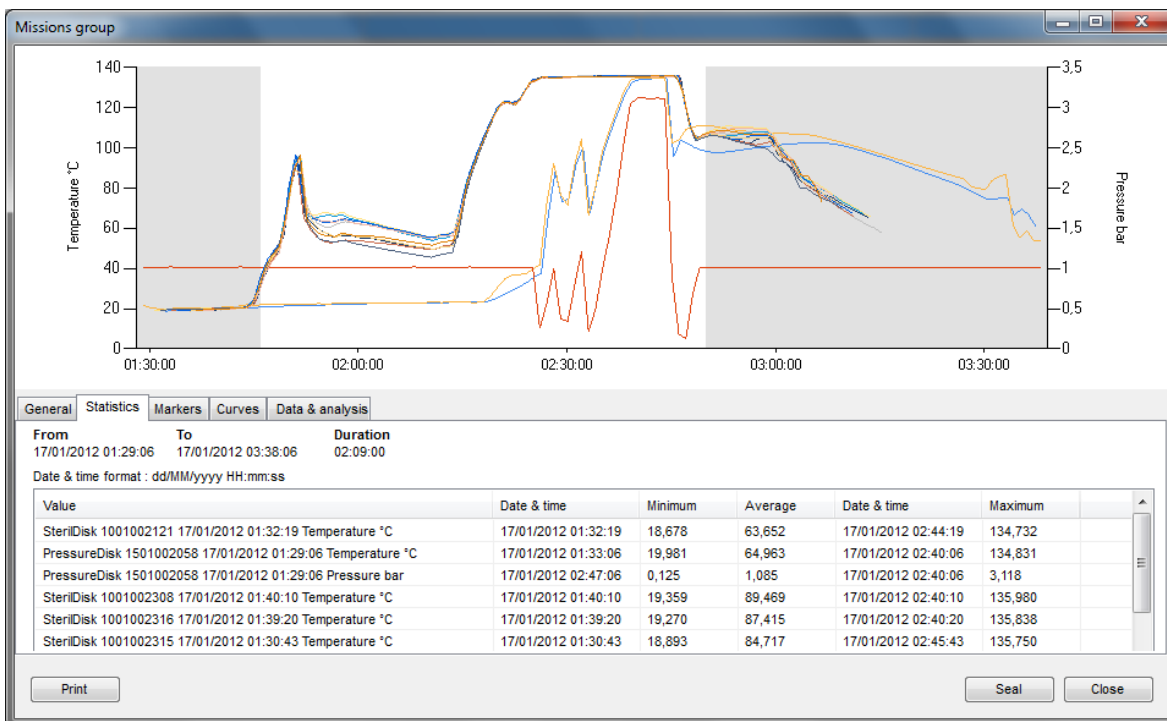 Missions group
140
120
100
80
60
40
20
0
Temperature °C
3.5
3
2,5
2
1,5
1
0,5
0
Pressure bar
01:30:00 02:00:00 02:30:00 03:00:00 03:30:00
General Statistics Markers Curves Data & analysis
From To Duration
17/01/2012 01:29:06 17/01/2012 03:38:06 02:09:00
Date & time format : dd/MM/yyyy HH:mm:ss
Value Date & time Minimum Average Date & time Maximum
SterilDisk 1001002121 17/01/2012 01:32:19 Temperature °C 17/01/2012 01:32:19 18,678 63,652 17/01/2012 02:44:19 134,732
PressureDisk 1501002058 17/01/2012 01:29:06 Temperature °C 17/01/2012 01:33:06 19,981 64,963 17/01/2012 02:40:06 134,831
PressureDisk 1501002058 17/01/2012 01:29:06 Pressure bar 17/01/2012 02:47:06 0,125 1,085 17/01/2012 02:40:06 3,118
SterilDisk 1001002308 17/01/2012 01:40:10 Temperature °C 17/01/2012 01:40:10 19,359 89,469 17/01/2012 02:40:10 135,980
SterilDisk 1001002316 17/01/2012 01:39:20 Temperature °C 17/01/2012 01:39:20 19,270 87,415 17/01/2012 02:40:20 135,838
SterilDisk 1001002315 17/01/2012 01:30:43 Temperature °C 17/01/2012 01:30:43 18,893 84,717 17/01/2012 02:45:43 135,750
Print Seal Close